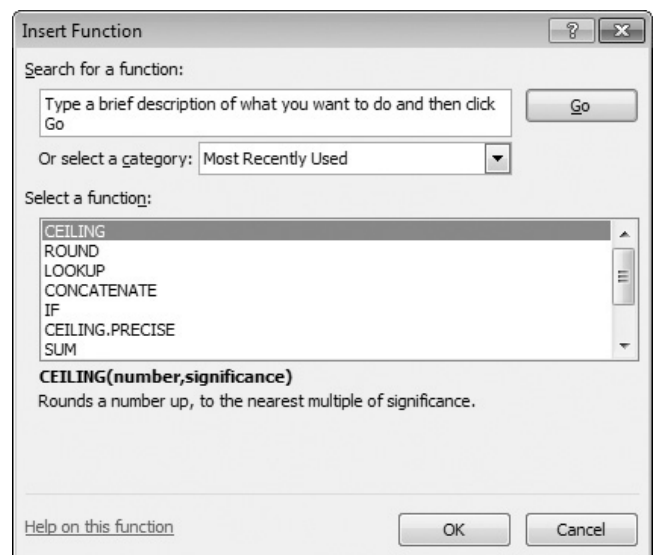 Insert Function
Search for a function:
Type a brief description of what you want to do and then click
Go
Go
Or select a category: Most Recently Used
Select a function:
CEILING
ROUND
LOOKUP
CONCATENATE
IF
CEILING.PRECISE
SUM
CEILING(number,significance)
Rounds a number up, to the nearest multiple of significance.
Help on this function
OK
Cancel